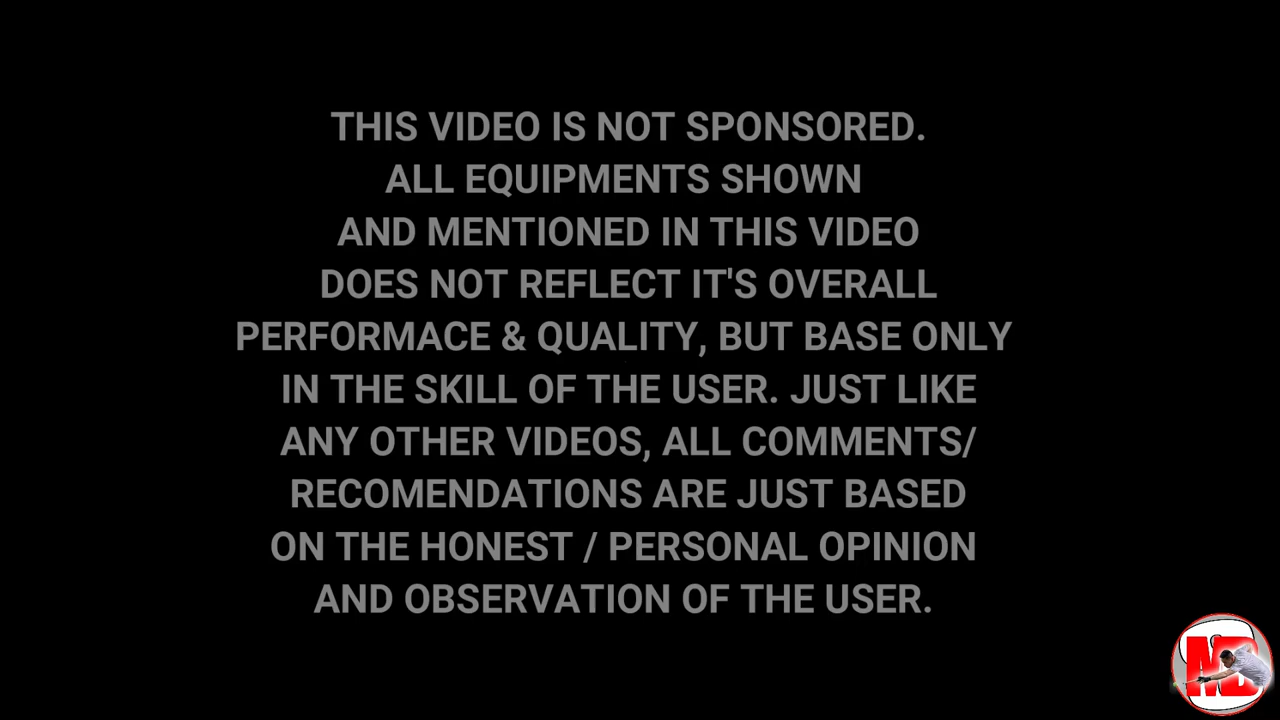 THIS VIDEO IS NOT SPONSORED.
ALL EQUIPMENTS SHOWN
AND MENTIONED IN THIS VIDEO
DOES NOT REFLECT IT'S OVERALL
PERFORMACE & QUALITY, BUT BASE ONLY
IN THE SKILL OF THE USER. JUST LIKE
ANY OTHER VIDEOS, ALL COMMENTS/
RECOMENDATIONS ARE JUST BASED
ON THE HONEST / PERSONAL OPINION
AND OBSERVATION OF THE USER.
MB